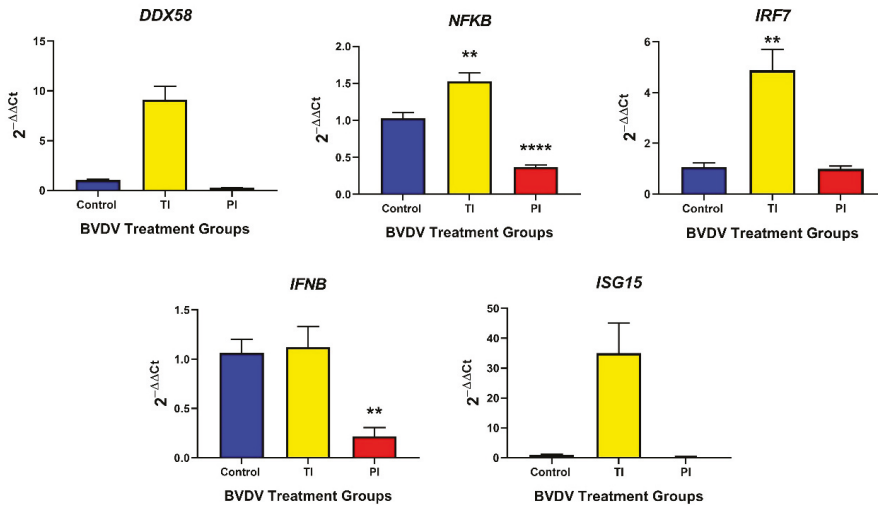 DDX58
2^−ΔΔCt
15
10
5
0
Control TI PI
BVDV Treatment Groups
NFKB
2^−ΔΔCt
2.0
1.5
1.0
0.5
0.0
**
****
Control TI PI
BVDV Treatment Groups
IRF7
2^−ΔΔCt
6
4
2
0
**
Control TI PI
BVDV Treatment Groups
IFNB
2^−ΔΔCt
1.5
1.0
0.5
0.0
**
Control TI PI
BVDV Treatment Groups
ISG15
2^−ΔΔCt
50
40
30
20
10
0
Control TI PI
BVDV Treatment Groups